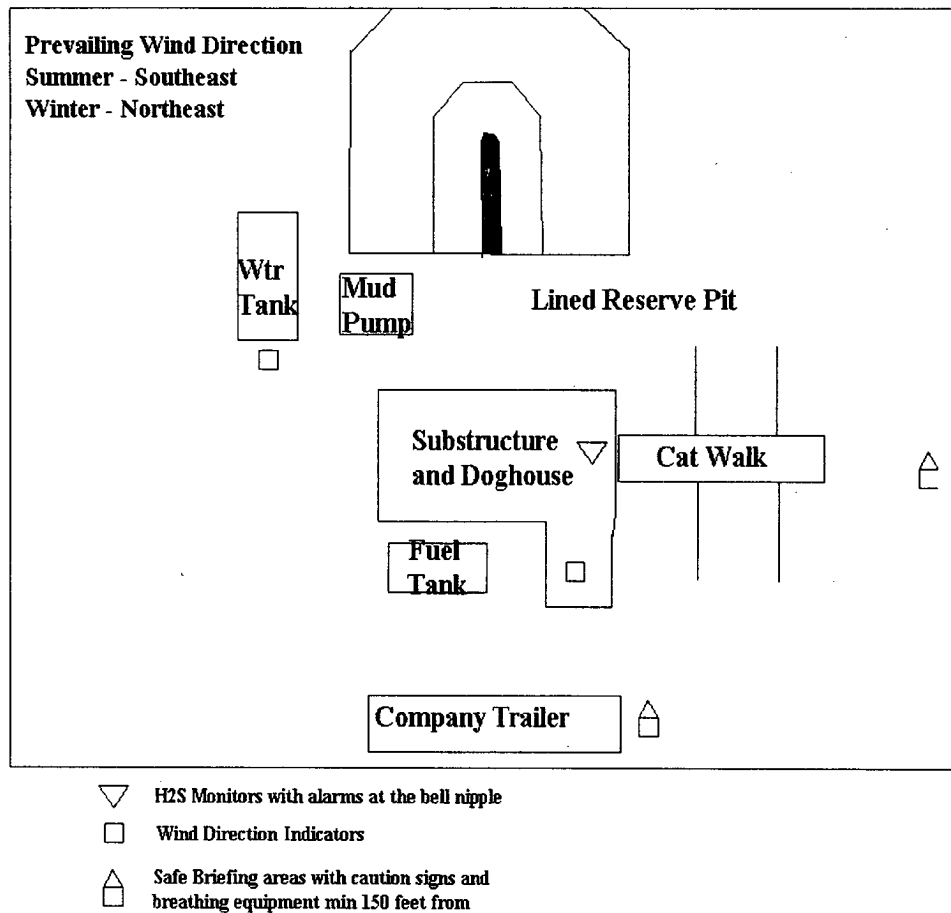 Prevailing Wind Direction
Summer - Southeast
Winter - Northeast
Wtr
Tank
Mud
Pump
Lined Reserve Pit
Substructure
and Doghouse
Cat Walk
Fuel
Tank
Company Trailer
H2S Monitors with alarms at the bell nipple
Wind Direction Indicators
Safe Briefing areas with caution signs and
breathing equipment min 150 feet from